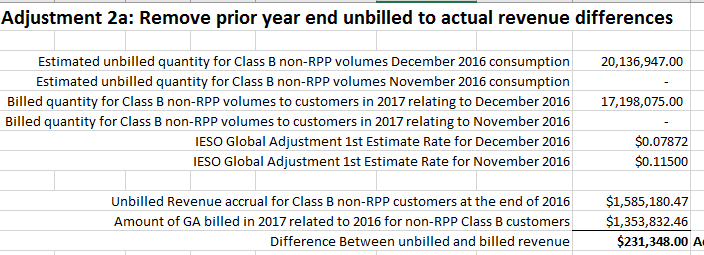 Adjustment 2a: Remove prior year end unbilled to actual revenue differences
Estimated unbilled quantity for Class B non-RPP volumes December 2016 consumption 20,136,947.00
Estimated unbilled quantity for Class B non-RPP volumes November 2016 consumption -
Billed quantity for Class B non-RPP volumes to customers in 2017 relating to December 2016 17,198,075.00
Billed quantity for Class B non-RPP volumes to customers in 2017 relating to November 2016 -
IESO Global Adjustment 1st Estimate Rate for December 2016 $0.07872
IESO Global Adjustment 1st Estimate Rate for November 2016 $0.11500
Unbilled Revenue accrual for Class B non-RPP customers at the end of 2016 $1,585,180.47
Amount of GA billed in 2017 related to 2016 for non-RPP Class B customers $1,353,832.46
Difference Between unbilled and billed revenue $231,348.00